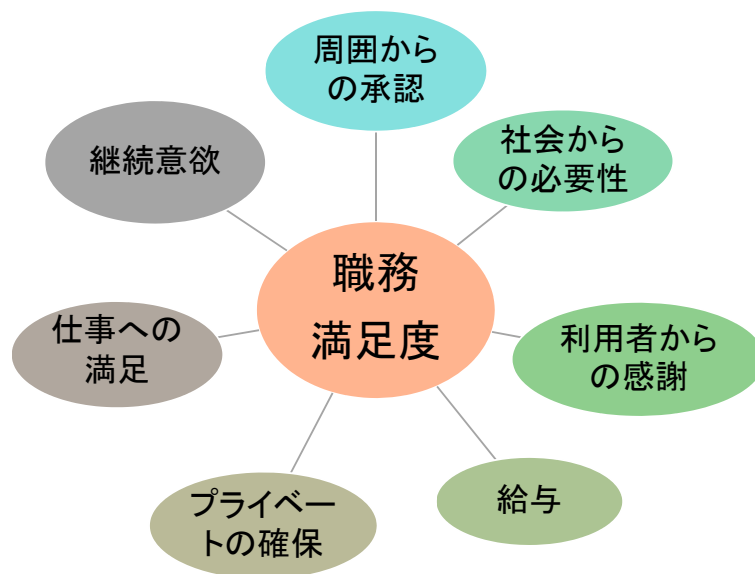 周囲から
の承認
社会から
の必要性
継続意欲
職務
満足度
仕事への
満足
利用者から
の感謝
プライベー
トの確保
給与